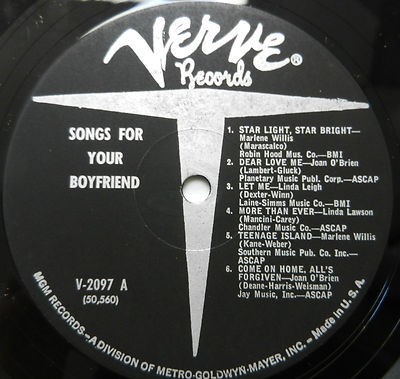 Verve ®
Records
SONGS FOR
YOUR
BOYFRIEND
V-2097 A
(50,560)
1. STAR LIGHT, STAR BRIGHT—
Marlene Willis
(Marascalco)
Robin Hood Mus. Co.—BMI
2. DEAR LOVE ME—Joan O'Brien
(Lambert-Gluck)
Planetary Music Publ. Corp.—ASCAP
3. LET ME—Linda Leigh
(Dexter-Winn)
Laine-Simms Music Co.—BMI
4. MORE THAN EVER—Linda Lawson
(Mancini-Carey)
Chandler Music Co.—ASCAP
5. TEENAGE ISLAND—Marlene Willis
(Kane-Weber)
Southern Music Pub. Co. Inc.—
ASCAP
6. COME ON HOME, ALL'S
FORGIVEN—Joan O'Brien
(Deane-Harris-Weisman)
Jay Music, Inc.—ASCAP
MGM RECORDS—A DIVISION OF METRO-GOLDWYN-MAYER, INC.—Made in U. S. A.